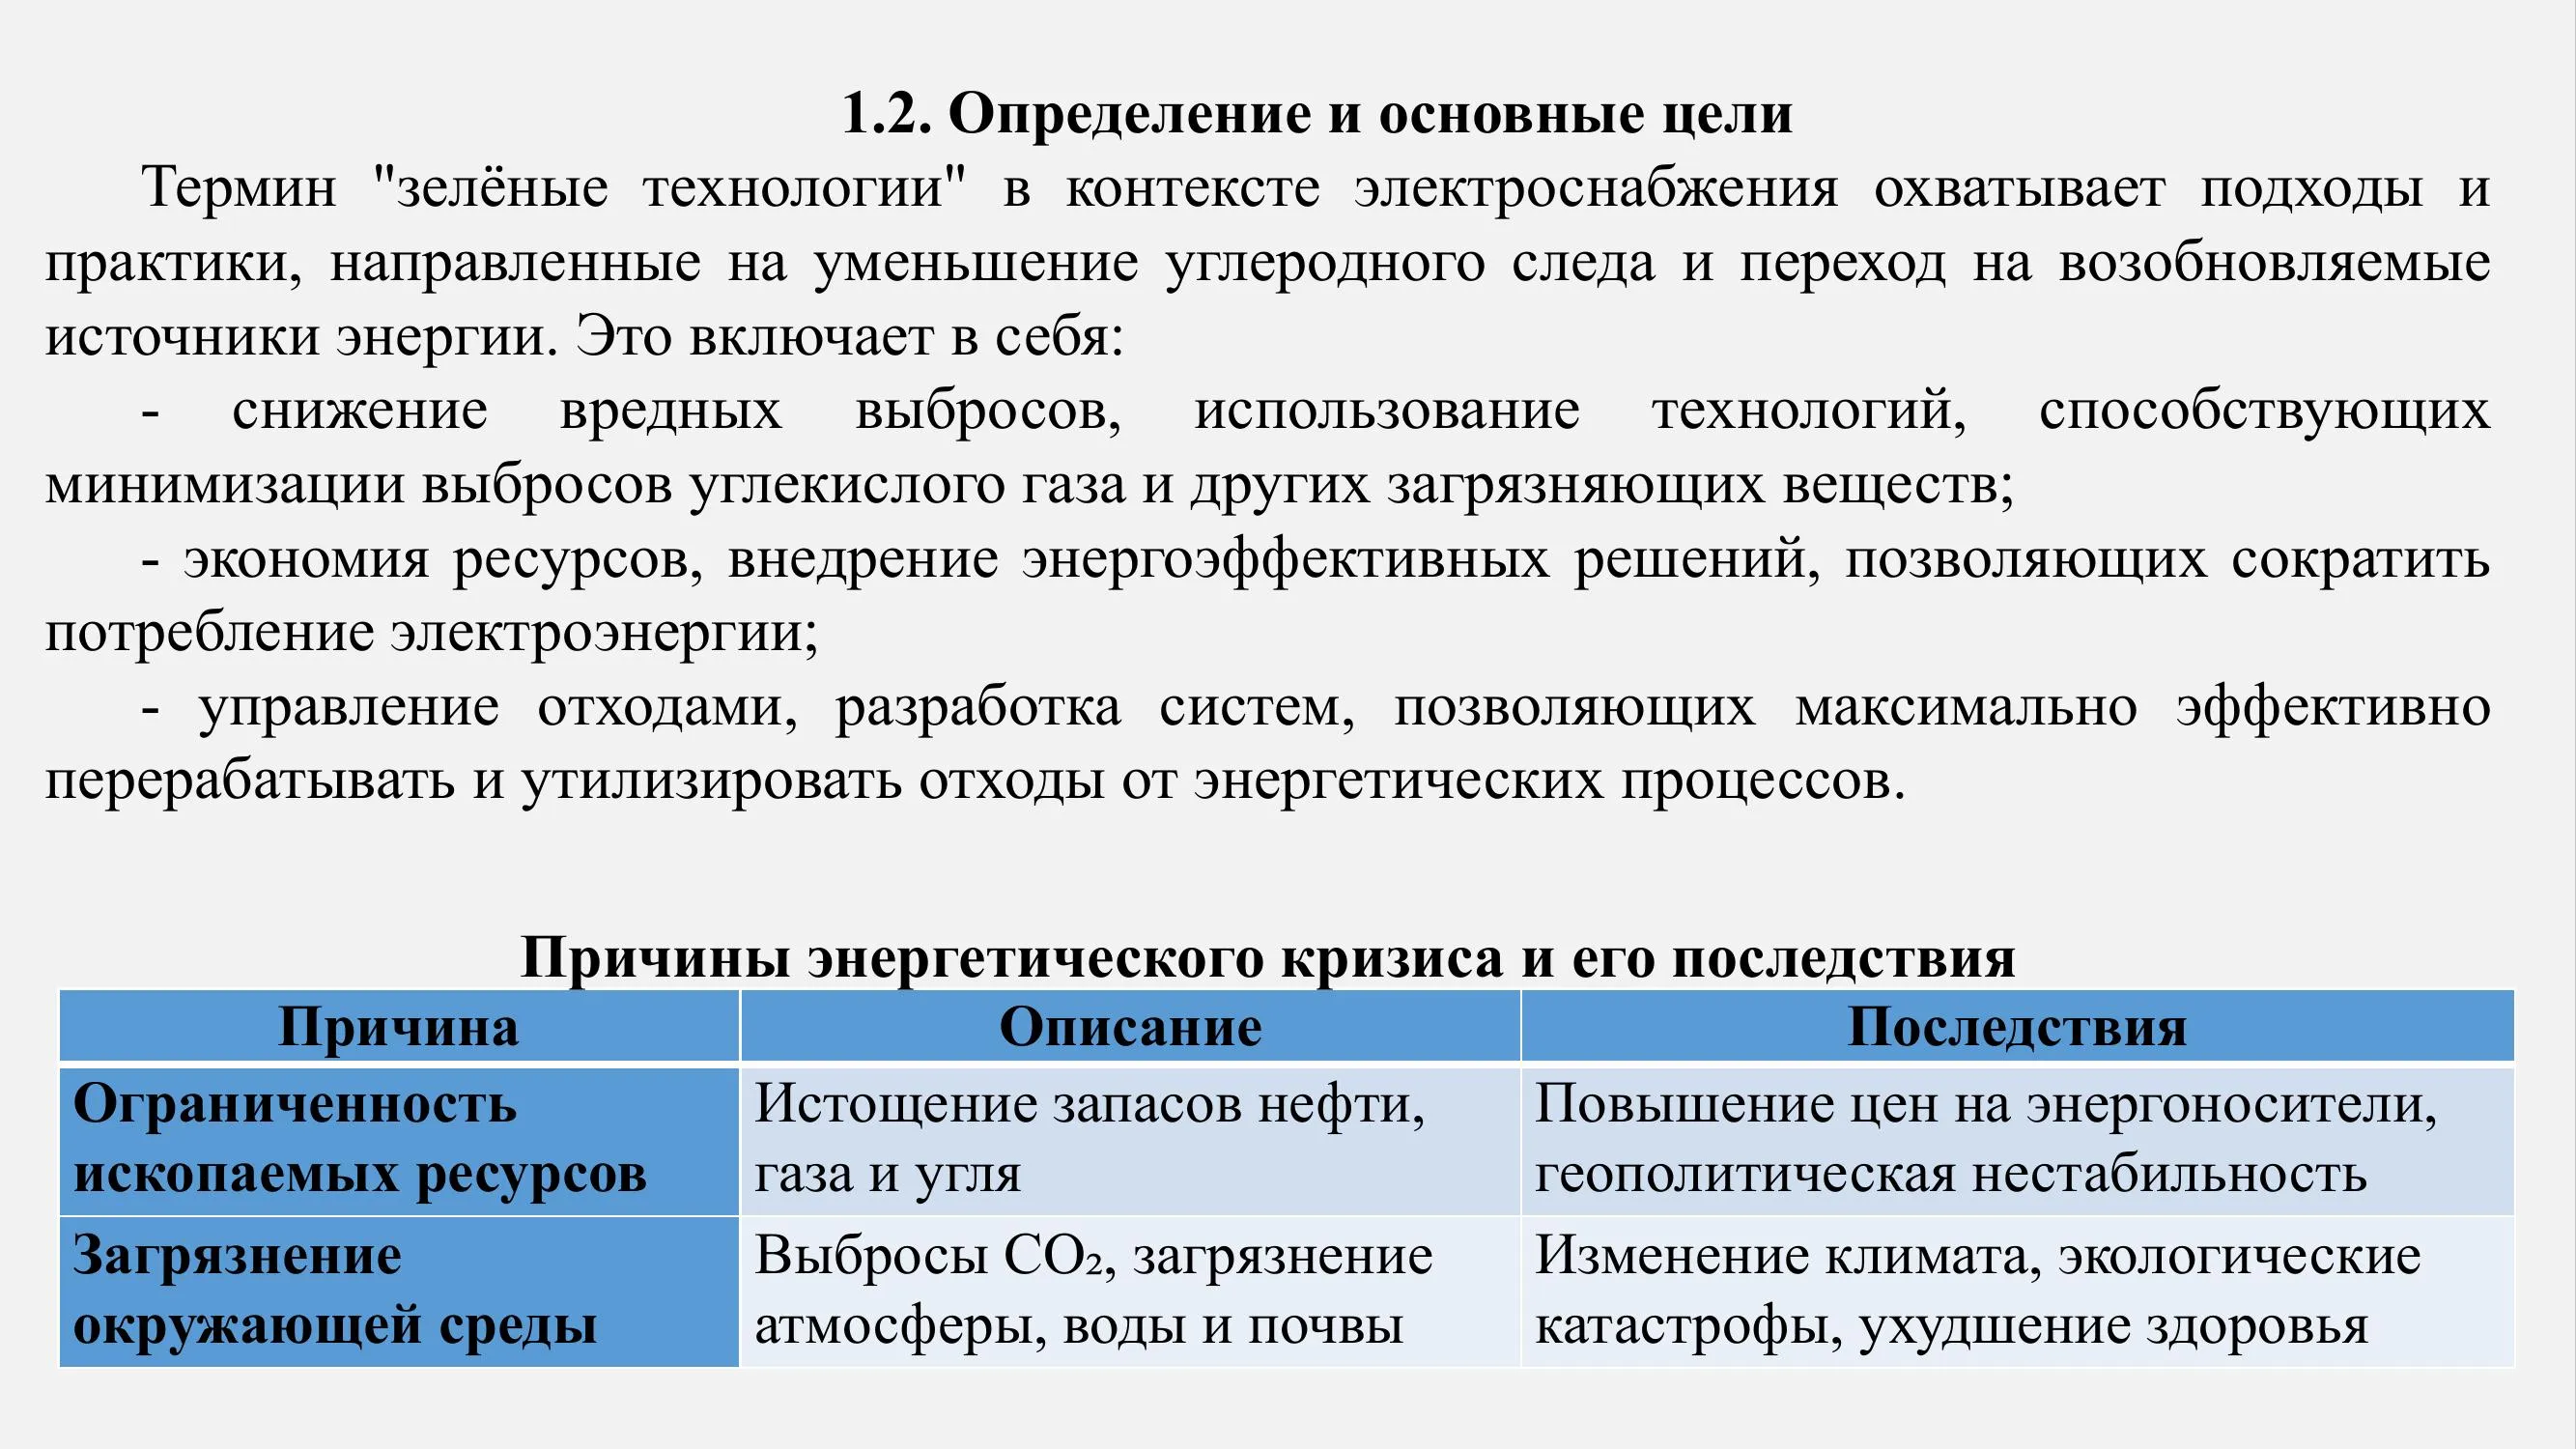 1.2. Определение и основные цели
Термин "зелёные технологии" в контексте электроснабжения охватывает подходы и
практики, направленные на уменьшение углеродного следа и переход на возобновляемые
источники энергии. Это включает в себя:
- снижение вредных выбросов, использование технологий, способствующих
минимизации выбросов углекислого газа и других загрязняющих веществ;
- экономия ресурсов, внедрение энергоэффективных решений, позволяющих сократить
потребление электроэнергии;
- управление отходами, разработка систем, позволяющих максимально эффективно
перерабатывать и утилизировать отходы от энергетических процессов.
Причины энергетического кризиса и его последствия
Причина Описание Последствия
Ограниченность
ископаемых ресурсов
Истощение запасов нефти,
газа и угля
Повышение цен на энергоносители,
геополитическая нестабильность
Загрязнение
окружающей среды
Выбросы CO₂, загрязнение
атмосферы, воды и почвы
Изменение климата, экологические
катастрофы, ухудшение здоровья